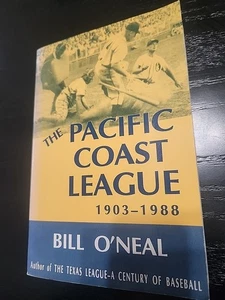 THE
PACIFIC
COAST
LEAGUE
1903-1988
BILL O'NEAL
Author of THE TEXAS LEAGUE-A CENTURY OF BASEBALL